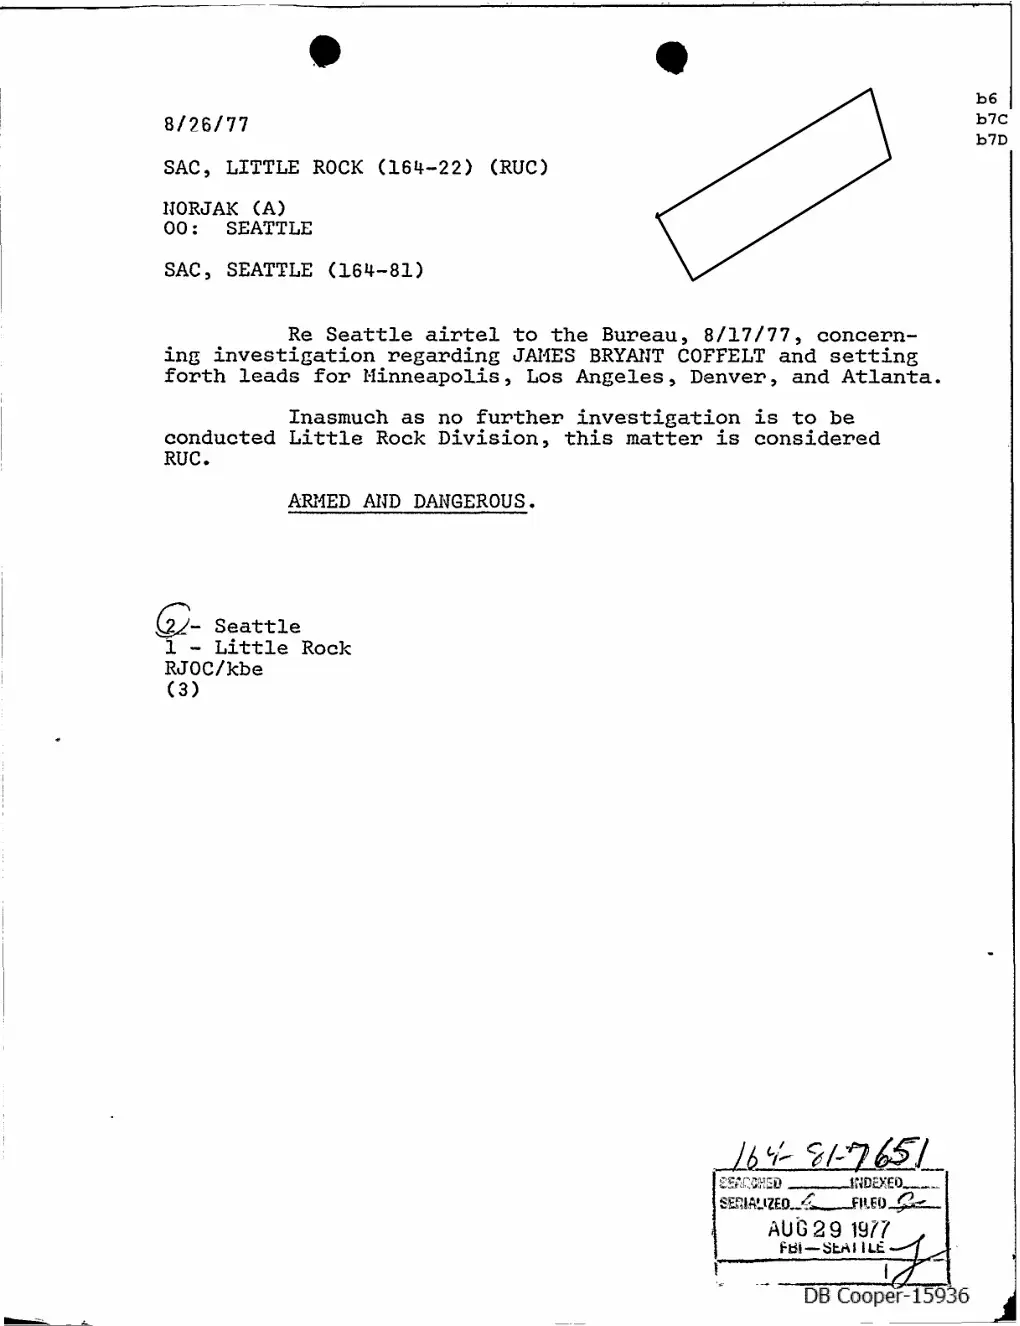 b6
b7C
b7D
8/26/77
SAC, LITTLE ROCK (164-22) (RUC)
NORJAK (A)
OO: SEATTLE
SAC, SEATTLE (164-81)
Re Seattle airtel to the Bureau, 8/17/77, concern-
ing investigation regarding JAMES BRYANT COFFELT and setting
forth leads for Minneapolis, Los Angeles, Denver, and Atlanta.
Inasmuch as no further investigation is to be
conducted Little Rock Division, this matter is considered
RUC.
ARMED AND DANGEROUS.
2 - Seattle
1 - Little Rock
RJOC/kbe
(3)
164-81-7651
SEARCHED INDEXED
SERIALIZED FILED
AUG 29 1977
FBI—SEATTLE
DB Cooper-15936